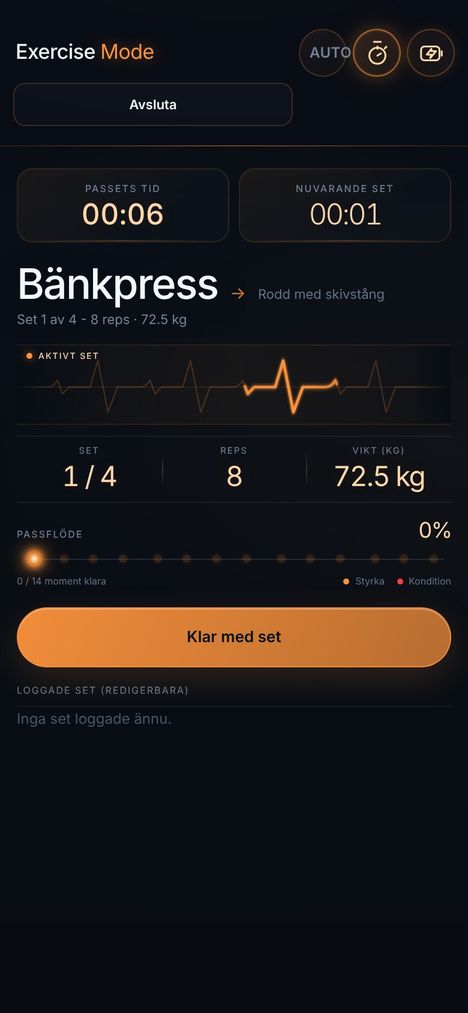 Exercise Mode
AUTO
Avsluta
PASSETS TID
00:06
NUVARANDE SET
00:01
Bänkpress → Rodd med skivstång
Set 1 av 4 - 8 reps · 72.5 kg
AKTIVT SET
SET
1 / 4
REPS
8
VIKT (KG)
72.5 kg
PASSFLÖDE
0%
0 / 14 moment klara
Styrka
Kondition
Klar med set
LOGGADE SET (REDIGERBARA)
Inga set loggade ännu.